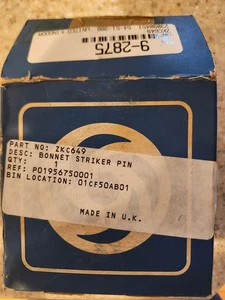 9-2875
PART NO: ZKC649
DESC: BONNET STRIKER PIN
QTY: 1
REF: P01956750001
BIN LOCATION: 01CF50AB01
MADE IN U.K.